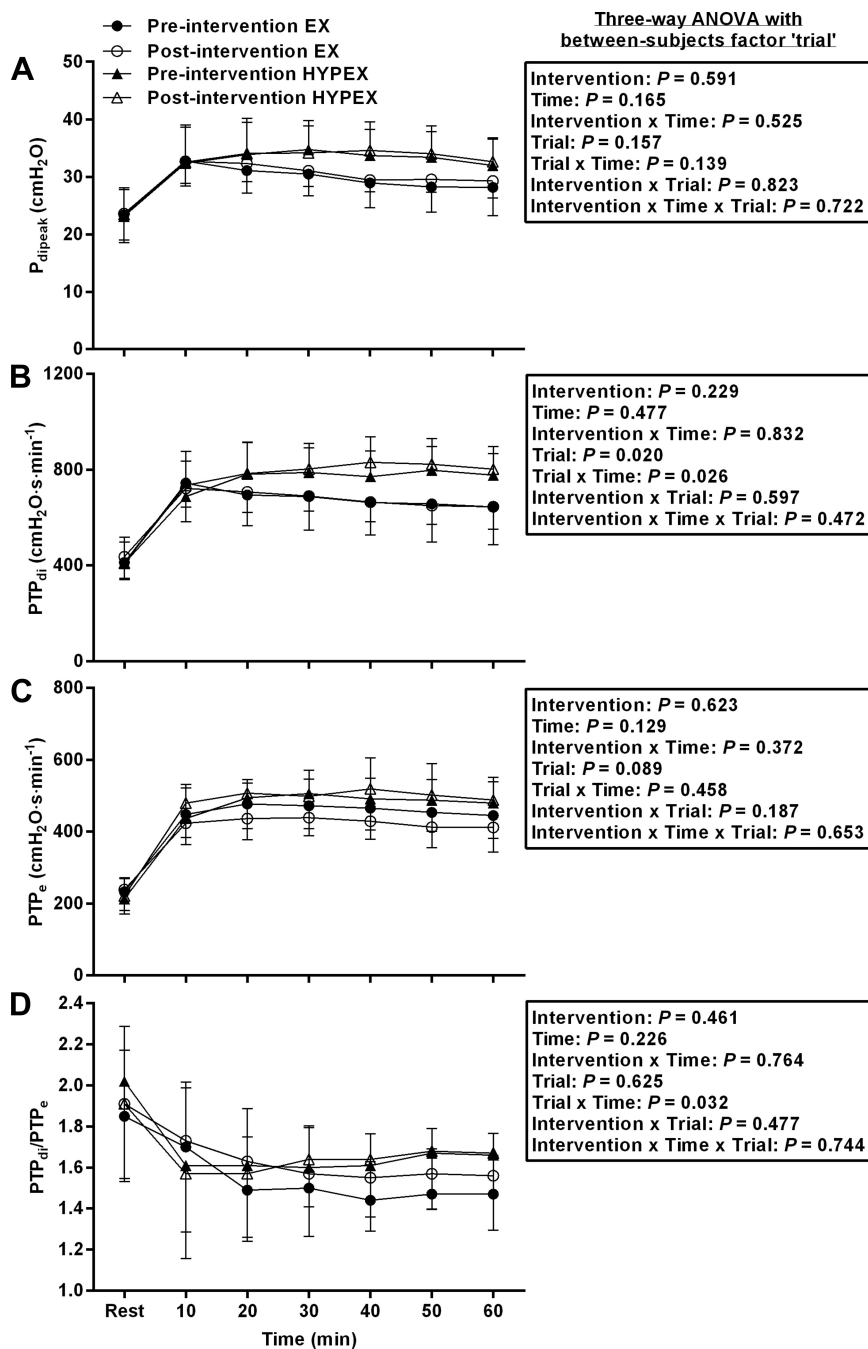 Pre-intervention EX
Post-intervention EX
Pre-intervention HYPEX
Post-intervention HYPEX
Three-way ANOVA with
between-subjects factor 'trial'
A
50
40
30
20
10
0
P_dipeak (cmH₂O)
Intervention: P = 0.591
Time: P = 0.165
Intervention x Time: P = 0.525
Trial: P = 0.157
Trial x Time: P = 0.139
Intervention x Trial: P = 0.823
Intervention x Time x Trial: P = 0.722
B
1200
800
400
0
PTP_di (cmH₂O·s·min⁻¹)
Intervention: P = 0.229
Time: P = 0.477
Intervention x Time: P = 0.832
Trial: P = 0.020
Trial x Time: P = 0.026
Intervention x Trial: P = 0.597
Intervention x Time x Trial: P = 0.472
C
800
600
400
200
0
PTP_e (cmH₂O·s·min⁻¹)
Intervention: P = 0.623
Time: P = 0.129
Intervention x Time: P = 0.372
Trial: P = 0.089
Trial x Time: P = 0.458
Intervention x Trial: P = 0.187
Intervention x Time x Trial: P = 0.653
D
2.4
2.2
2.0
1.8
1.6
1.4
1.2
1.0
PTP_di/PTP_e
Intervention: P = 0.461
Time: P = 0.226
Intervention x Time: P = 0.764
Trial: P = 0.625
Trial x Time: P = 0.032
Intervention x Trial: P = 0.477
Intervention x Time x Trial: P = 0.744
Rest 10 20 30 40 50 60
Time (min)